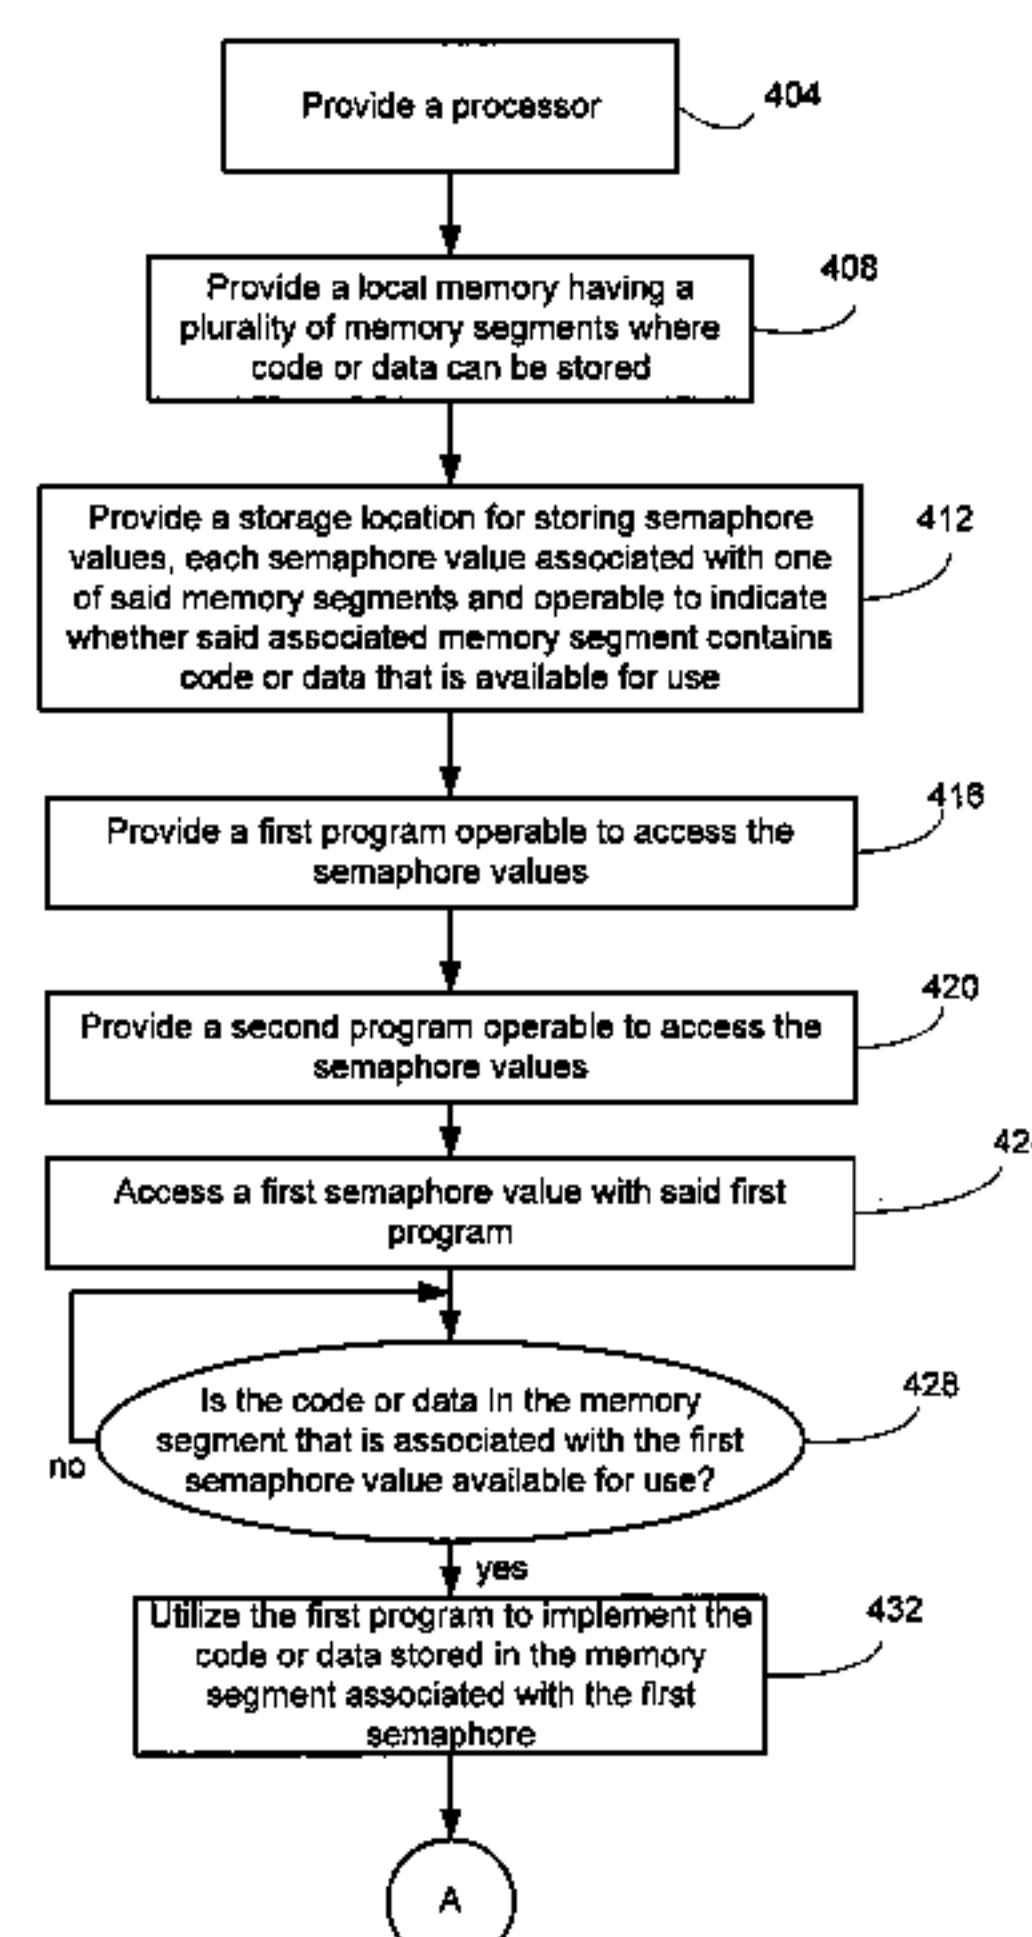 Provide a processor
404
Provide a local memory having a
plurality of memory segments where
code or data can be stored
408
Provide a storage location for storing semaphore
values, each semaphore value associated with one
of said memory segments and operable to indicate
whether said associated memory segment contains
code or data that is available for use
412
Provide a first program operable to access the
semaphore values
416
Provide a second program operable to access the
semaphore values
420
Access a first semaphore value with said first
program
Is the code or data in the memory
segment that is associated with the first
semaphore value available for use?
428
no
yes
Utilize the first program to implement the
code or data stored in the memory
segment associated with the first
semaphore
432
A